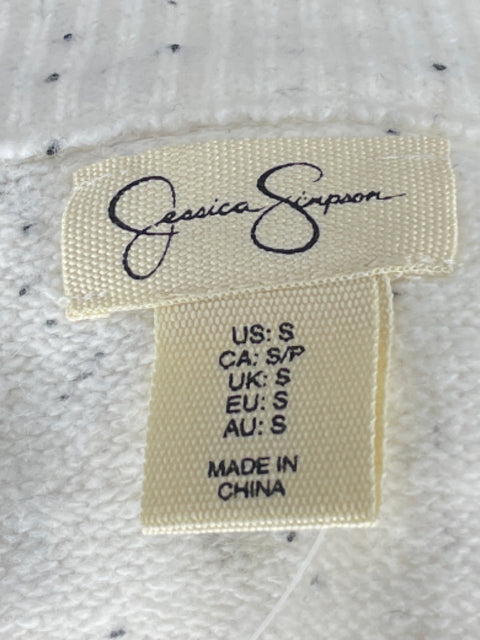 Jessica Simpson
US: S
CA: S/P
UK: S
EU: S
AU: S
MADE IN
CHINA